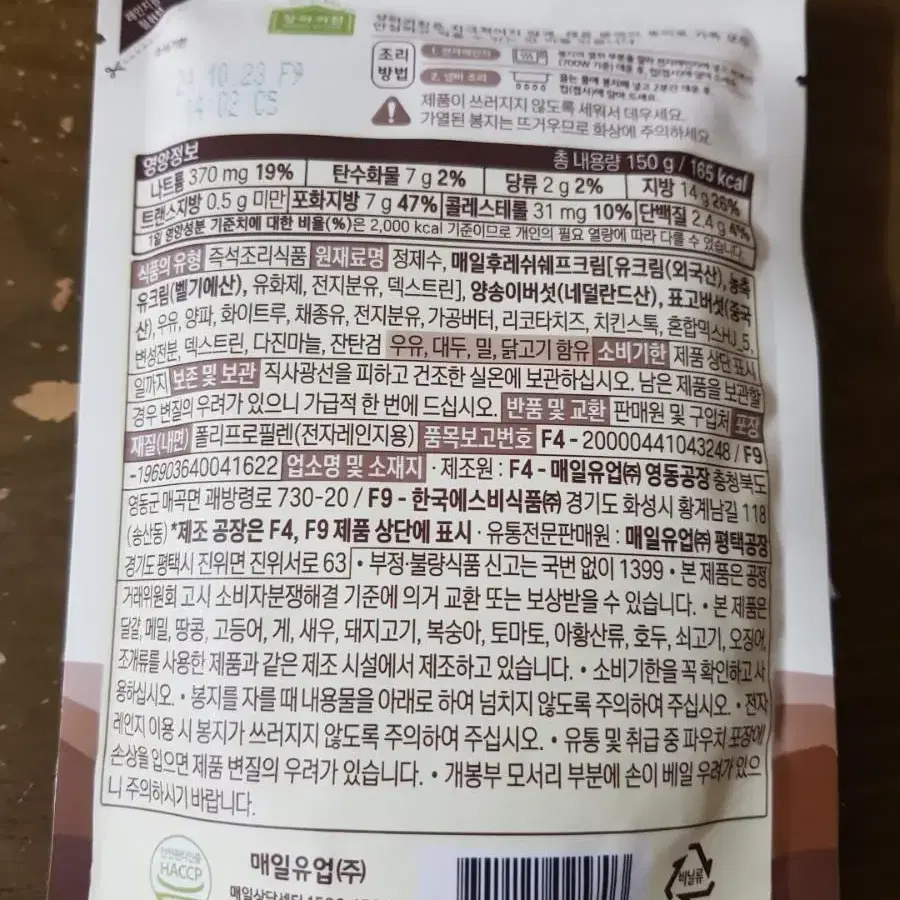 상하키친
조리
방법
1. 전자레인지
(700W 기준)
2. 냄비 조리
제품이 쓰러지지 않도록 세워서 데우세요.
가열된 봉지는 뜨거우므로 화상에 주의하세요.
10.23 F9
14:02 CS
영양정보 총 내용량 150 g / 165 kcal
나트륨 370 mg 19% 탄수화물 7 g 2% 당류 2 g 2% 지방 14 g 26%
트랜스지방 0.5 g 미만 포화지방 7 g 47% 콜레스테롤 31 mg 10% 단백질 2.4 g 4%
1일 영양성분 기준치에 대한 비율(%)은 2,000 kcal 기준이므로 개인의 필요 열량에 따라 다를 수 있습니다.
식품의 유형 즉석조리식품 원재료명 정제수, 매일후레쉬쉐프크림[유크림(외국산), 농축
유크림(벨기에산), 유화제, 전지분유, 덱스트린], 양송이버섯(네덜란드산), 표고버섯(중국
산), 우유, 양파, 화이트루, 채종유, 전지분유, 가공버터, 리코타치즈, 치킨스톡, 혼합믹스HJ_5,
변성전분, 덱스트린, 다진마늘, 잔탄검 우유, 대두, 밀, 닭고기 함유 소비기한 제품 상단 표시
일까지 보존 및 보관 직사광선을 피하고 건조한 실온에 보관하십시오. 남은 제품을 보관할
경우 변질의 우려가 있으니 가급적 한 번에 드십시오. 반품 및 교환 판매원 및 구입처 포장
재질(내면) 폴리프로필렌(전자레인지용) 품목보고번호 F4 - 20000441043248 / F9
-196903640041622 업소명 및 소재지 · 제조원 : F4 - 매일유업㈜ 영동공장 충청북도
영동군 매곡면 괘방령로 730-20 / F9 - 한국에스비식품㈜ 경기도 화성시 황계남길 118
(송산동) *제조 공장은 F4, F9 제품 상단에 표시 · 유통전문판매원 : 매일유업㈜ 평택공장
경기도 평택시 진위면 진위서로 63 • 부정·불량식품 신고는 국번 없이 1399 • 본 제품은 공정
거래위원회 고시 소비자분쟁해결 기준에 의거 교환 또는 보상받을 수 있습니다. • 본 제품은
달걀, 메밀, 땅콩, 고등어, 게, 새우, 돼지고기, 복숭아, 토마토, 아황산류, 호두, 쇠고기, 오징어,
조개류를 사용한 제품과 같은 제조 시설에서 제조하고 있습니다. • 소비기한을 꼭 확인하고 사
용하십시오. • 봉지를 자를 때 내용물을 아래로 하여 넘치지 않도록 주의하여 주십시오. • 전자
레인지 이용 시 봉지가 쓰러지지 않도록 주의하여 주십시오. • 유통 및 취급 중 파우치 포장에
손상을 입으면 제품 변질의 우려가 있습니다. • 개봉부 모서리 부분에 손이 베일 우려가 있으
니 주의하시기 바랍니다.
HACCP
매일유업(주)
매일상담센터
비닐류